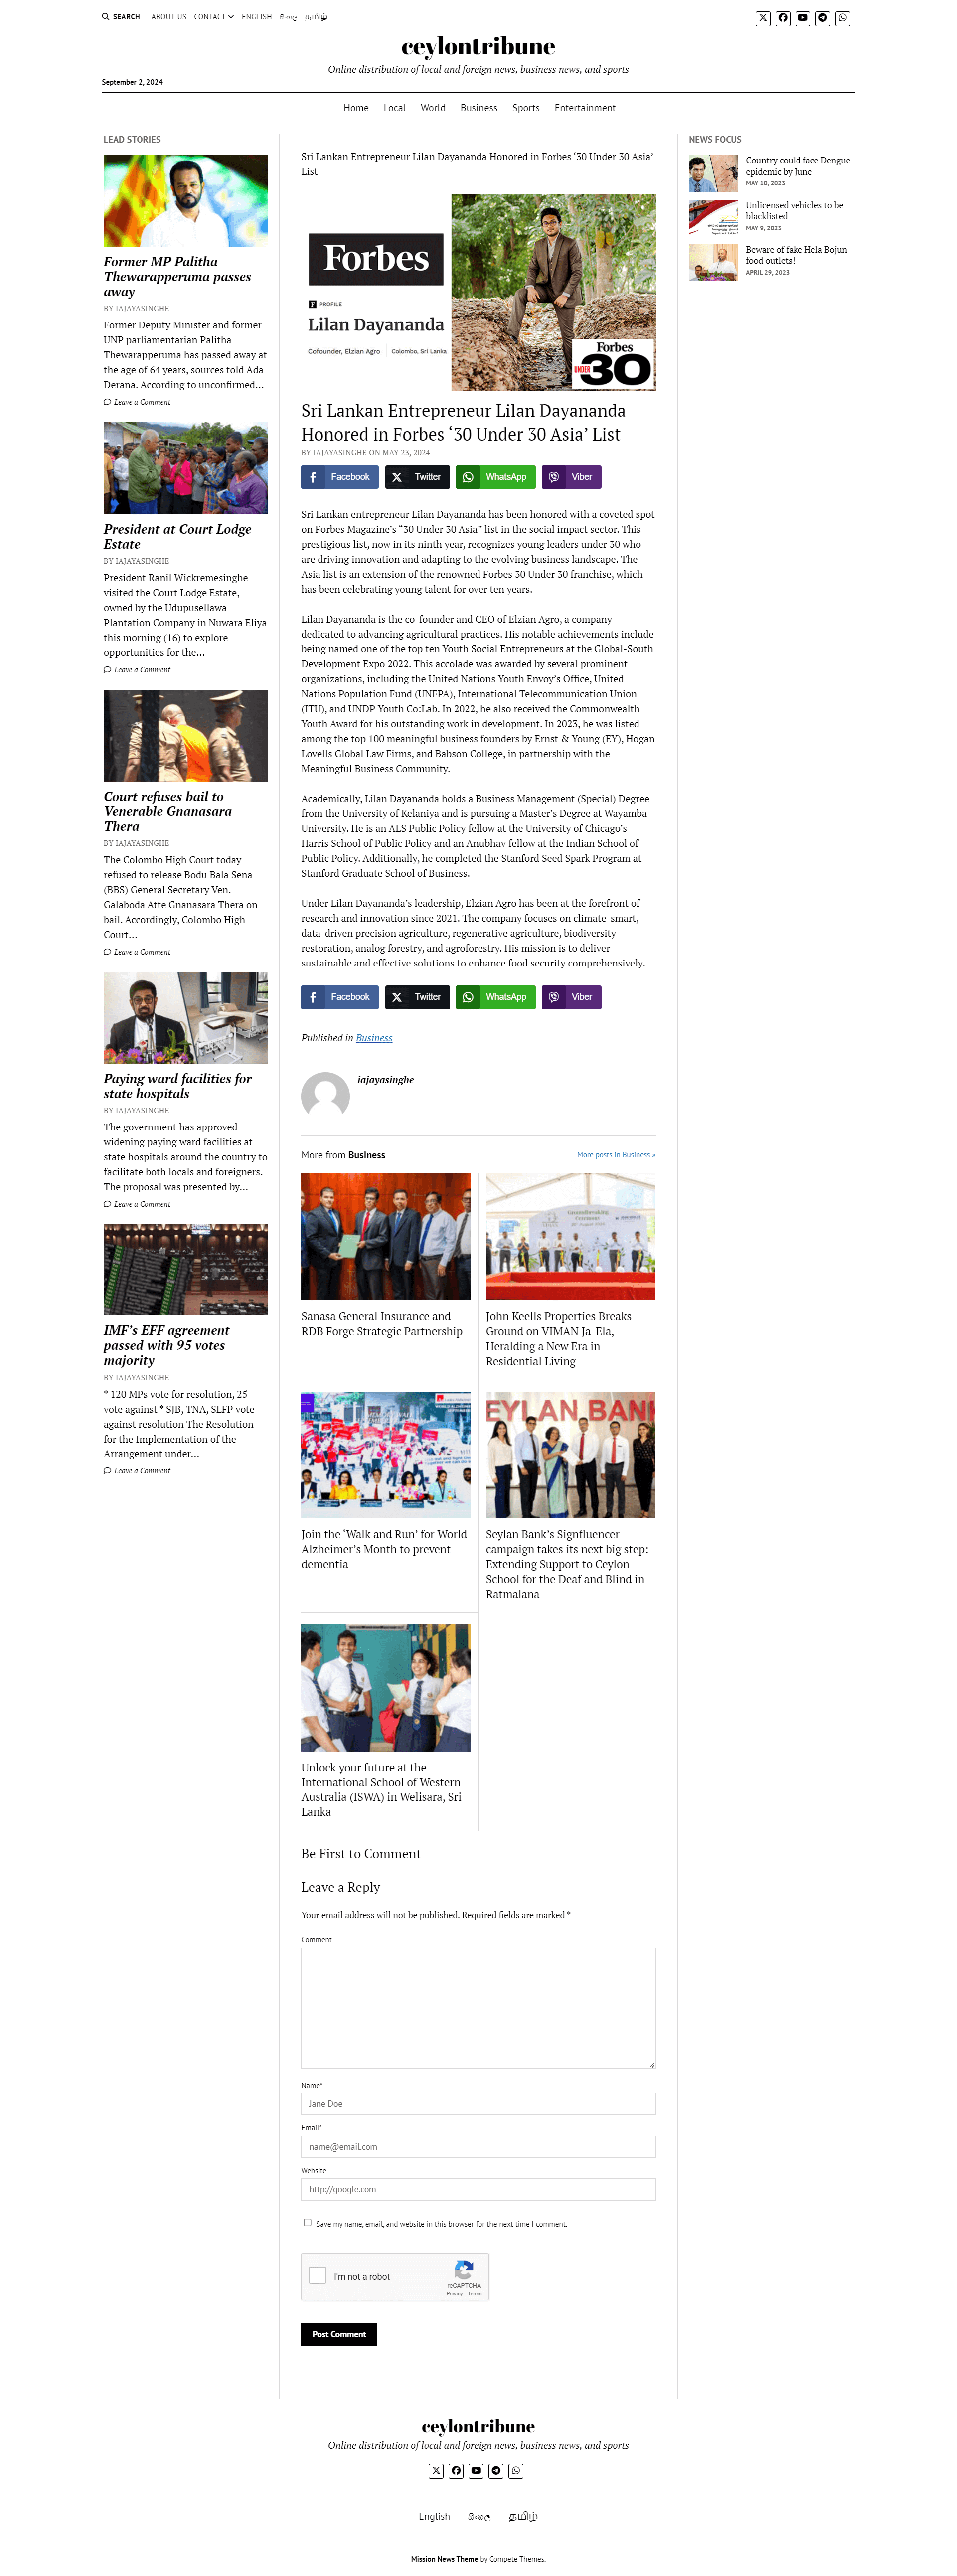 SEARCH ABOUT US CONTACT ENGLISH සිංහල தமிழ்
ceylontribune
Online distribution of local and foreign news, business news, and sports
September 2, 2024
Home Local World Business Sports Entertainment
LEAD STORIES
Former MP Palitha
Thewarapperuma passes
away
BY IAJAYASINGHE
Former Deputy Minister and former
UNP parliamentarian Palitha
Thewarapperuma has passed away at
the age of 64 years, sources told Ada
Derana. According to unconfirmed…
Leave a Comment
President at Court Lodge
Estate
BY IAJAYASINGHE
President Ranil Wickremesinghe
visited the Court Lodge Estate,
owned by the Udupusellawa
Plantation Company in Nuwara Eliya
this morning (16) to explore
opportunities for the…
Leave a Comment
Court refuses bail to
Venerable Gnanasara
Thera
BY IAJAYASINGHE
The Colombo High Court today
refused to release Bodu Bala Sena
(BBS) General Secretary Ven.
Galaboda Atte Gnanasara Thera on
bail. Accordingly, Colombo High
Court…
Leave a Comment
Paying ward facilities for
state hospitals
BY IAJAYASINGHE
The government has approved
widening paying ward facilities at
state hospitals around the country to
facilitate both locals and foreigners.
The proposal was presented by…
Leave a Comment
IMF’s EFF agreement
passed with 95 votes
majority
BY IAJAYASINGHE
* 120 MPs vote for resolution, 25
vote against * SJB, TNA, SLFP vote
against resolution The Resolution
for the Implementation of the
Arrangement under…
Leave a Comment
Sri Lankan Entrepreneur Lilan Dayananda Honored in Forbes ‘30 Under 30 Asia’
List
Forbes
F PROFILE
Lilan Dayananda
Cofounder, Elzian Agro Colombo, Sri Lanka
Forbes
UNDER 30
Sri Lankan Entrepreneur Lilan Dayananda
Honored in Forbes ‘30 Under 30 Asia’ List
BY IAJAYASINGHE ON MAY 23, 2024
Facebook Twitter WhatsApp Viber
Sri Lankan entrepreneur Lilan Dayananda has been honored with a coveted spot
on Forbes Magazine’s “30 Under 30 Asia” list in the social impact sector. This
prestigious list, now in its ninth year, recognizes young leaders under 30 who
are driving innovation and adapting to the evolving business landscape. The
Asia list is an extension of the renowned Forbes 30 Under 30 franchise, which
has been celebrating young talent for over ten years.
Lilan Dayananda is the co-founder and CEO of Elzian Agro, a company
dedicated to advancing agricultural practices. His notable achievements include
being named one of the top ten Youth Social Entrepreneurs at the Global-South
Development Expo 2022. This accolade was awarded by several prominent
organizations, including the United Nations Youth Envoy’s Office, United
Nations Population Fund (UNFPA), International Telecommunication Union
(ITU), and UNDP Youth Co:Lab. In 2022, he also received the Commonwealth
Youth Award for his outstanding work in development. In 2023, he was listed
among the top 100 meaningful business founders by Ernst & Young (EY), Hogan
Lovells Global Law Firms, and Babson College, in partnership with the
Meaningful Business Community.
Academically, Lilan Dayananda holds a Business Management (Special) Degree
from the University of Kelaniya and is pursuing a Master’s Degree at Wayamba
University. He is an ALS Public Policy fellow at the University of Chicago’s
Harris School of Public Policy and an Anubhav fellow at the Indian School of
Public Policy. Additionally, he completed the Stanford Seed Spark Program at
Stanford Graduate School of Business.
Under Lilan Dayananda’s leadership, Elzian Agro has been at the forefront of
research and innovation since 2021. The company focuses on climate-smart,
data-driven precision agriculture, regenerative agriculture, biodiversity
restoration, analog forestry, and agroforestry. His mission is to deliver
sustainable and effective solutions to enhance food security comprehensively.
Facebook Twitter WhatsApp Viber
Published in Business
iajayasinghe
More from Business More posts in Business »
Sanasa General Insurance and
RDB Forge Strategic Partnership
John Keells Properties Breaks
Ground on VIMAN Ja-Ela,
Heralding a New Era in
Residential Living
Join the ‘Walk and Run’ for World
Alzheimer’s Month to prevent
dementia
SEYLAN BANK
Seylan Bank’s Signfluencer
campaign takes its next big step:
Extending Support to Ceylon
School for the Deaf and Blind in
Ratmalana
Unlock your future at the
International School of Western
Australia (ISWA) in Welisara, Sri
Lanka
Be First to Comment
Leave a Reply
Your email address will not be published. Required fields are marked *
Comment
Name*
Jane Doe
Email*
name@email.com
Website
http://google.com
Save my name, email, and website in this browser for the next time I comment.
I'm not a robot
reCAPTCHA
Privacy - Terms
Post Comment
NEWS FOCUS
Country could face Dengue
epidemic by June
MAY 10, 2023
Unlicensed vehicles to be
blacklisted
MAY 9, 2023
Beware of fake Hela Bojun
food outlets!
APRIL 29, 2023
ceylontribune
Online distribution of local and foreign news, business news, and sports
English සිංහල தமிழ்
Mission News Theme by Compete Themes.